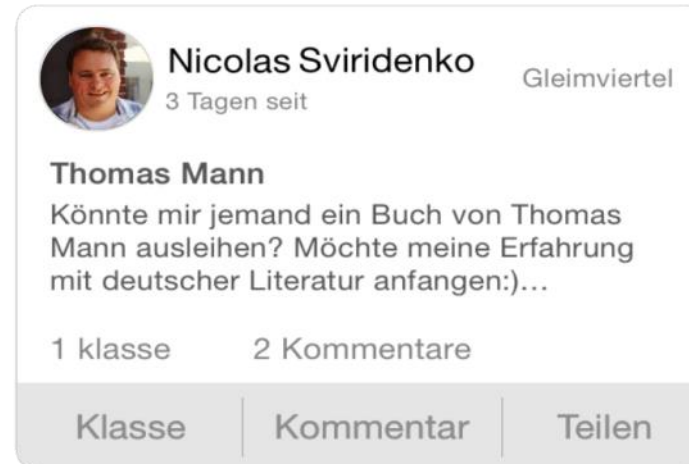 Nicolas Sviridenko
Gleimviertel
3 Tagen seit
Thomas Mann
Könnte mir jemand ein Buch von Thomas
Mann ausleihen? Möchte meine Erfahrung
mit deutscher Literatur anfangen:)...
1 klasse 2 Kommentare
Klasse Kommentar Teilen